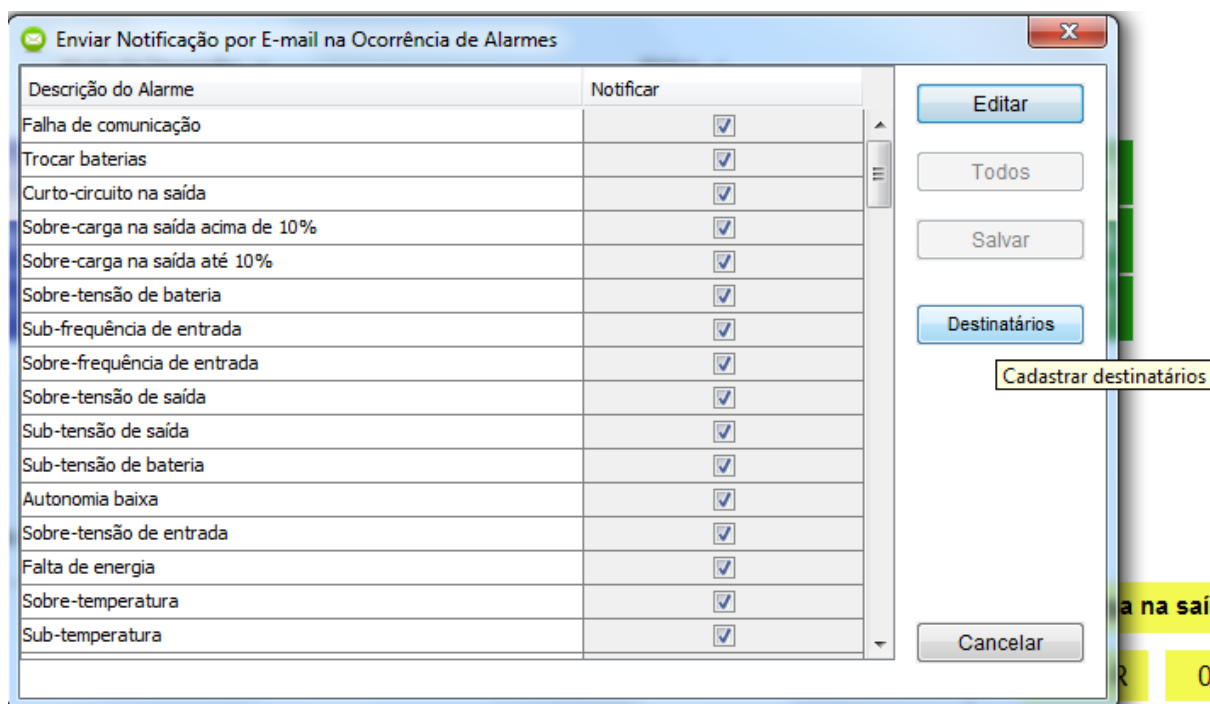 Enviar Notificação por E-mail na Ocorrência de Alarmes
Descrição do Alarme Notificar
Falha de comunicação
Trocar baterias
Curto-circuito na saída
Sobre-carga na saída acima de 10%
Sobre-carga na saída até 10%
Sobre-tensão de bateria
Sub-frequência de entrada
Sobre-frequência de entrada
Sobre-tensão de saída
Sub-tensão de saída
Sub-tensão de bateria
Autonomia baixa
Sobre-tensão de entrada
Falta de energia
Sobre-temperatura
Sub-temperatura
Editar
Todos
Salvar
Destinatários
Cadastrar destinatários
Cancelar
a na saí
R 0